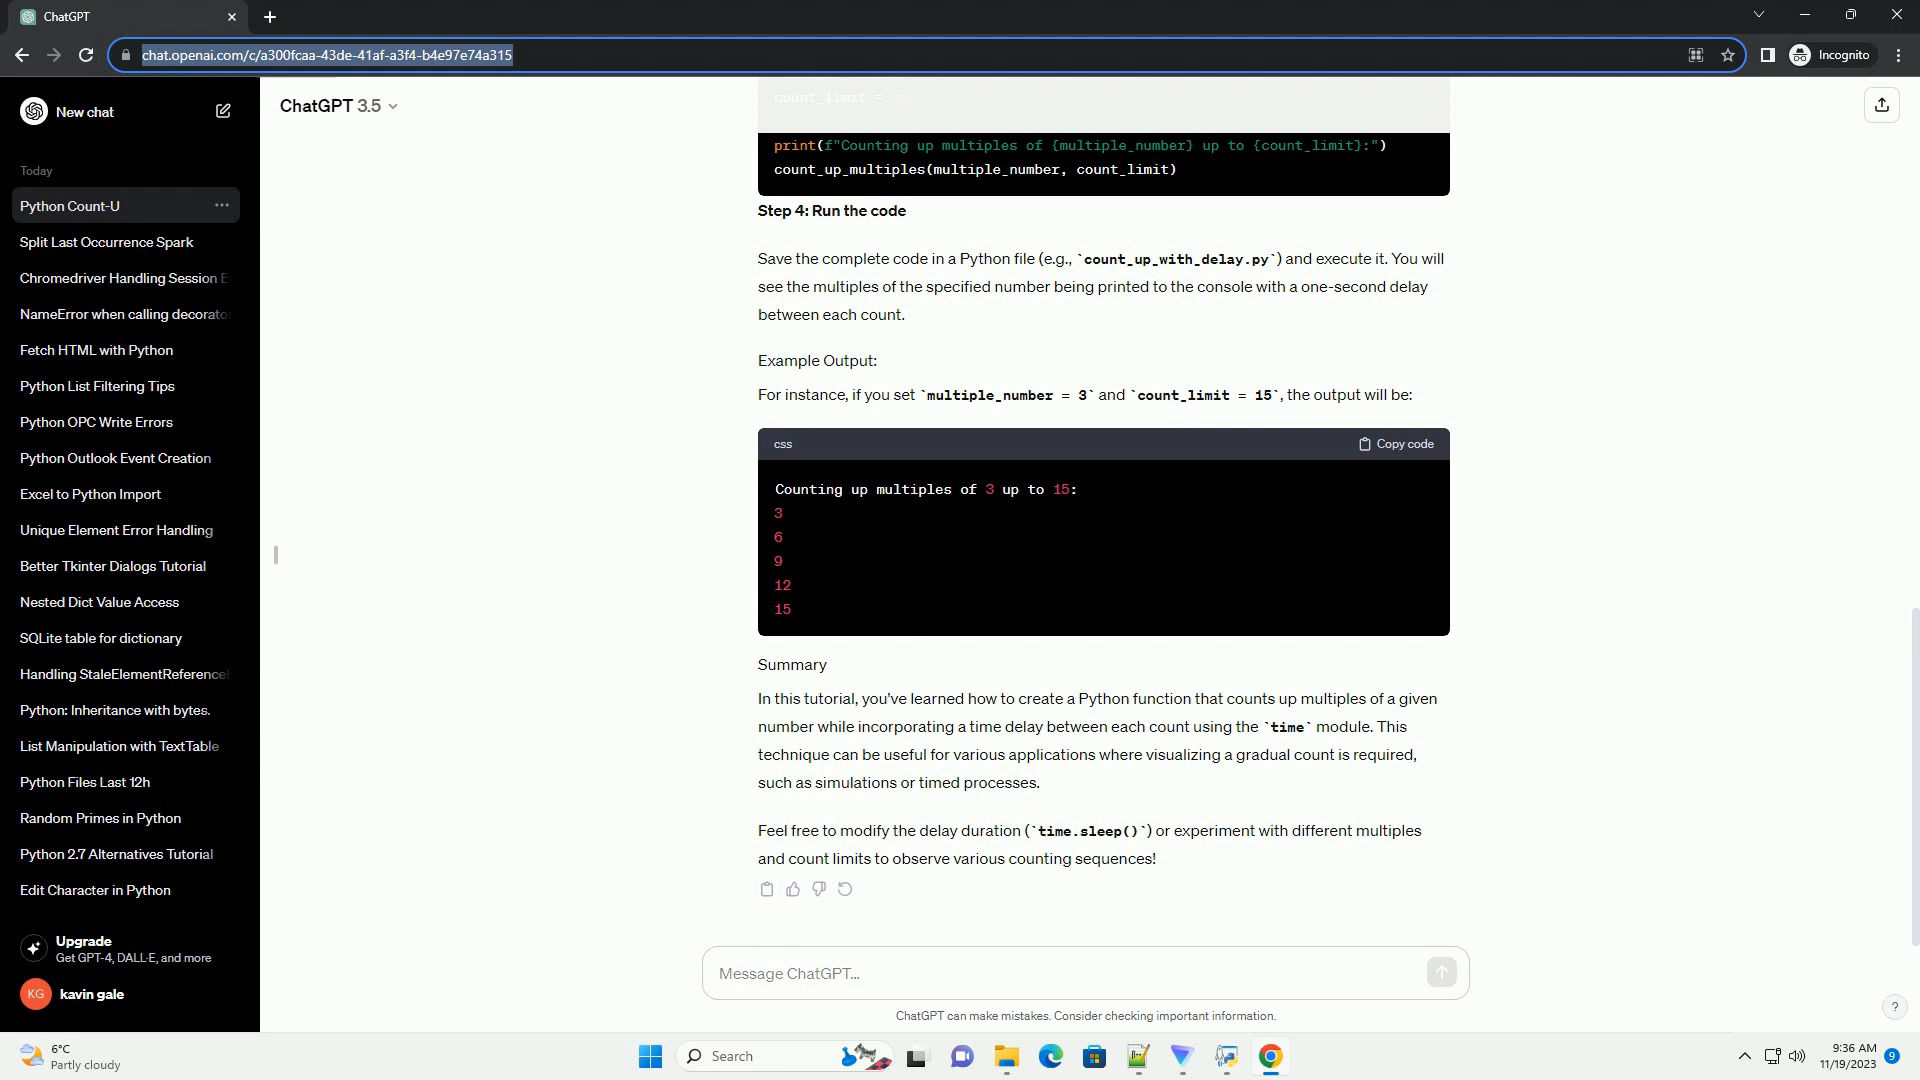 ChatGPT
chat.openai.com/c/a300fcaa-43de-41af-a3f4-b4e97e74a315
Incognito
New chat
Today
Python Count-U
Split Last Occurrence Spark
Chromedriver Handling Session E
NameError when calling decorato
Fetch HTML with Python
Python List Filtering Tips
Python OPC Write Errors
Python Outlook Event Creation
Excel to Python Import
Unique Element Error Handling
Better Tkinter Dialogs Tutorial
Nested Dict Value Access
SQLite table for dictionary
Handling StaleElementReference
Python: Inheritance with bytes.
List Manipulation with TextTable
Python Files Last 12h
Random Primes in Python
Python 2.7 Alternatives Tutorial
Edit Character in Python
Upgrade
Get GPT-4, DALL·E, and more
KG kavin gale
ChatGPT 3.5
count_limit =
print(f"Counting up multiples of {multiple_number} up to {count_limit}:")
count_up_multiples(multiple_number, count_limit)
Step 4: Run the code
Save the complete code in a Python file (e.g., `count_up_with_delay.py`) and execute it. You will
see the multiples of the specified number being printed to the console with a one-second delay
between each count.
Example Output:
For instance, if you set `multiple_number = 3` and `count_limit = 15`, the output will be:
css Copy code
Counting up multiples of 3 up to 15:
3
6
9
12
15
Summary
In this tutorial, you've learned how to create a Python function that counts up multiples of a given
number while incorporating a time delay between each count using the `time` module. This
technique can be useful for various applications where visualizing a gradual count is required,
such as simulations or timed processes.
Feel free to modify the delay duration (`time.sleep()`) or experiment with different multiples
and count limits to observe various counting sequences!
Message ChatGPT...
ChatGPT can make mistakes. Consider checking important information.
?
6°C
Partly cloudy
Search
9:36 AM
11/19/2023
9